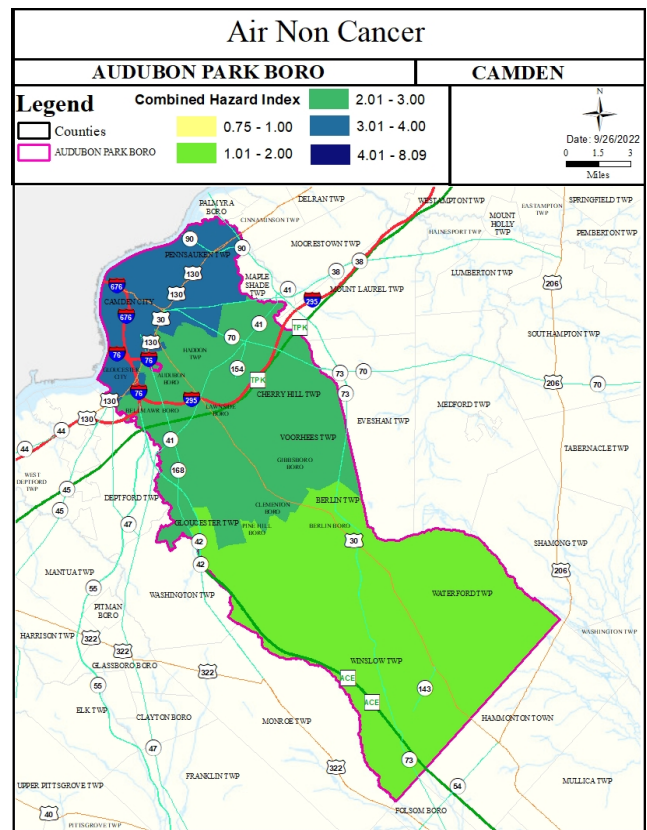 Air Non Cancer
AUDUBON PARK BORO
CAMDEN
Legend
Counties
AUDUBON PARK BORO
Combined Hazard Index
0.75 - 1.00
1.01 - 2.00
2.01 - 3.00
3.01 - 4.00
4.01 - 8.09
N
Date: 9/26/2022
0 1.5 3
Miles
PALMYRA
BORO
DELRAN TWP
CINNAMINSON TWP
WESTAMPTON TWP
EASTAMPTON
TWP
SPRINGFIELD TWP
MOUNT
HOLLY
TWP
HAINESPORT TWP
PEMBERTON TWP
90
90
PENNSAUKEN TWP
MOORESTOWN TWP
38
38
130
MAPLE
SHADE
TWP
41
MOUNT LAUREL TWP
LUMBERTON TWP
206
676
130
CAMDEN CITY
295
676
30
41
TPK
70
SOUTHAMPTON TWP
130
HADDON
TWP
76
76
154
73
70
GLOUCESTER
CITY
AUDUBON
BORO
TPK
206
70
73
76
295
CHERRY HILL TWP
130
BELLMAWR BORO
LAWNSIDE
BORO
MEDFORD TWP
130
EVESHAM TWP
44
41
VOORHEES TWP
44
TABERNACLE TWP
GIBBSBORO
BORO
168
WEST
DEPTFORD
TWP
45
DEPTFORD TWP
BERLIN TWP
45
CLEMENTON
BORO
47
GLOUCESTER TWP
PINE HILL
BORO
BERLIN BORO
42
30
SHAMONG TWP
42
206
MANTUA TWP
55
WASHINGTON TWP
WATERFORD TWP
PITMAN
BORO
HARRISON TWP
322
WASHINGTON TWP
322
GLASSBORO BORO
WINSLOW TWP
322
ACE
55
143
ACE
ELK TWP
CLAYTON BORO
MONROE TWP
HAMMONTON TOWN
47
73
322
FRANKLIN TWP
54
MULLICA TWP
UPPER PITTSGROVE TWP
FOLSOM BORO
40
PITTSGROVE TWP